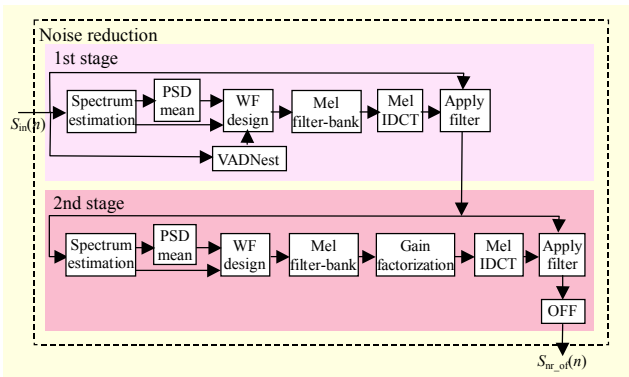 Noise reduction
1st stage
Spectrum
estimation
PSD
mean
WF
design
Mel
filter-bank
Mel
IDCT
Apply
filter
Sin(n)
VADNest
2nd stage
Spectrum
estimation
PSD
mean
WF
design
Mel
filter-bank
Gain
factorization
Mel
IDCT
Apply
filter
OFF
Snr_of(n)